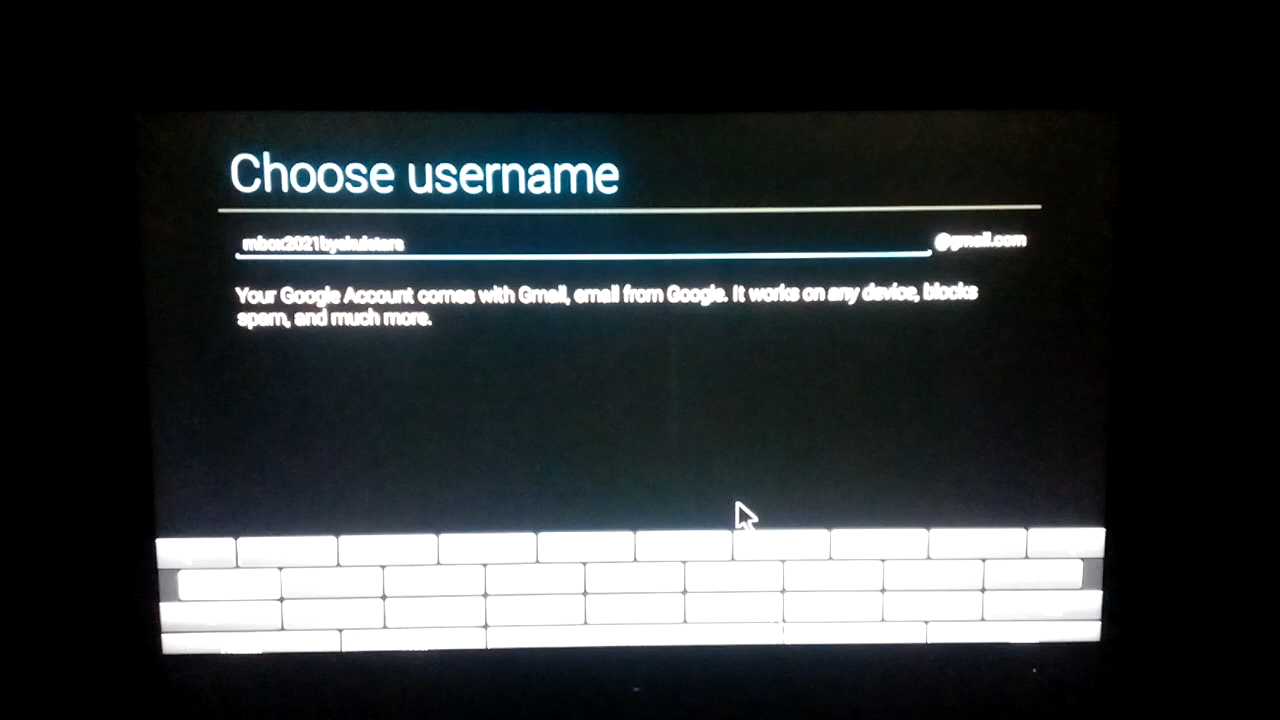 Choose username
@gmail.com
Your Google Account comes with Gmail, email from Google. It works on any device, blocks
spam, and much more.